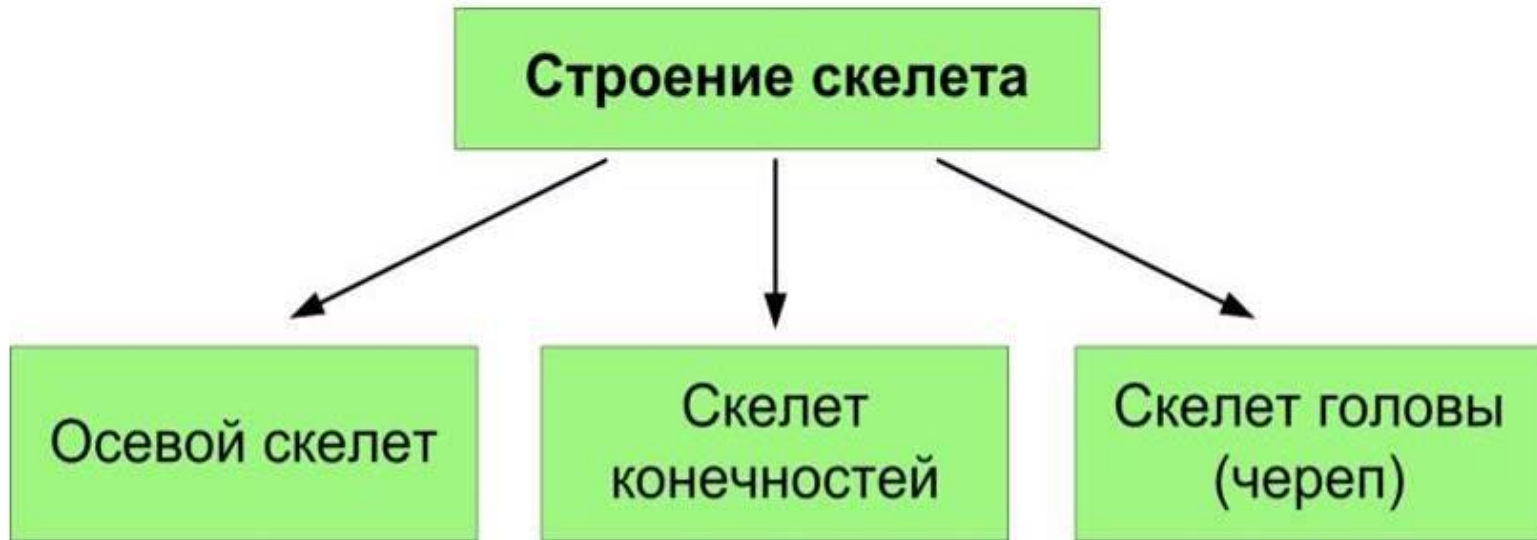 Строение скелета
Осевой скелет
Скелет
конечностей
Скелет головы
(череп)